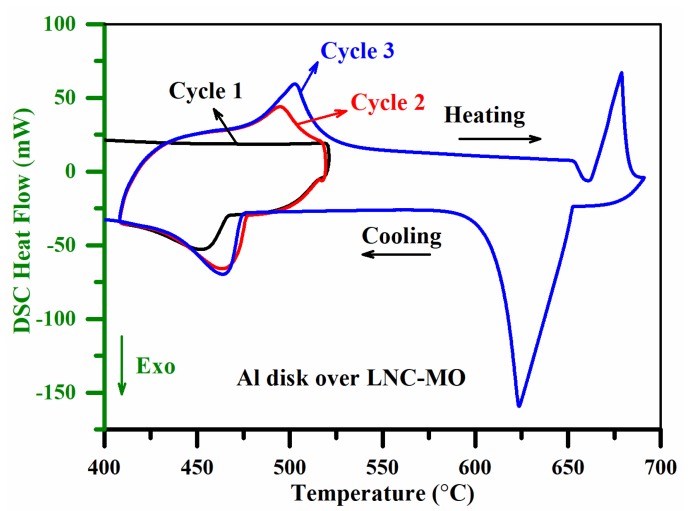 100
50
0
-50
-100
-150
DSC Heat Flow (mW)
Cycle 3
Cycle 1
Cycle 2
Heating
Cooling
Exo
Al disk over LNC-MO
400 450 500 550 600 650 700
Temperature (°C)